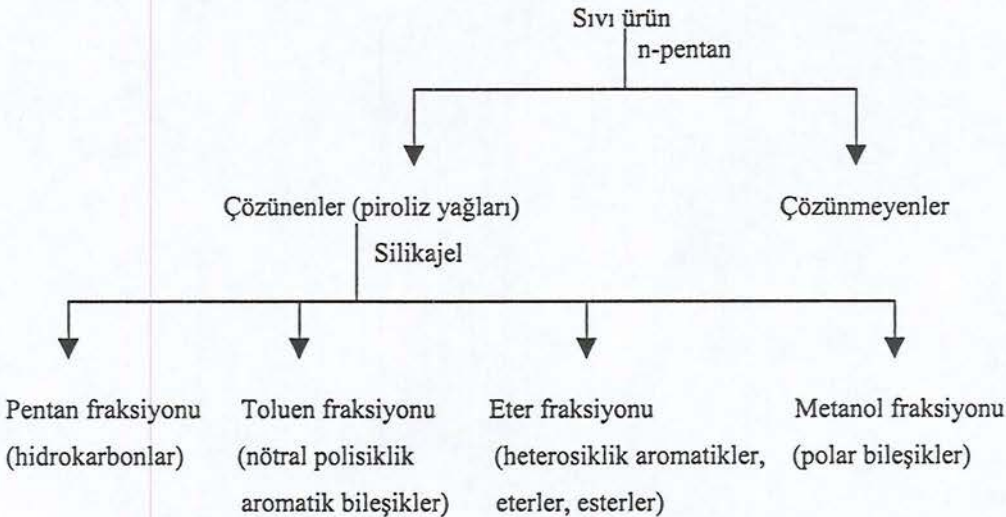 Sıvı ürün
n-pentan
Çözünenler (piroliz yağları)
Çözünmeyenler
Silikajel
Pentan fraksiyonu
(hidrokarbonlar)
Toluen fraksiyonu
(nötral polisiklik
aromatik bileşikler)
Eter fraksiyonu
(heterosiklik aromatikler,
eterler, esterler)
Metanol fraksiyonu
(polar bileşikler)